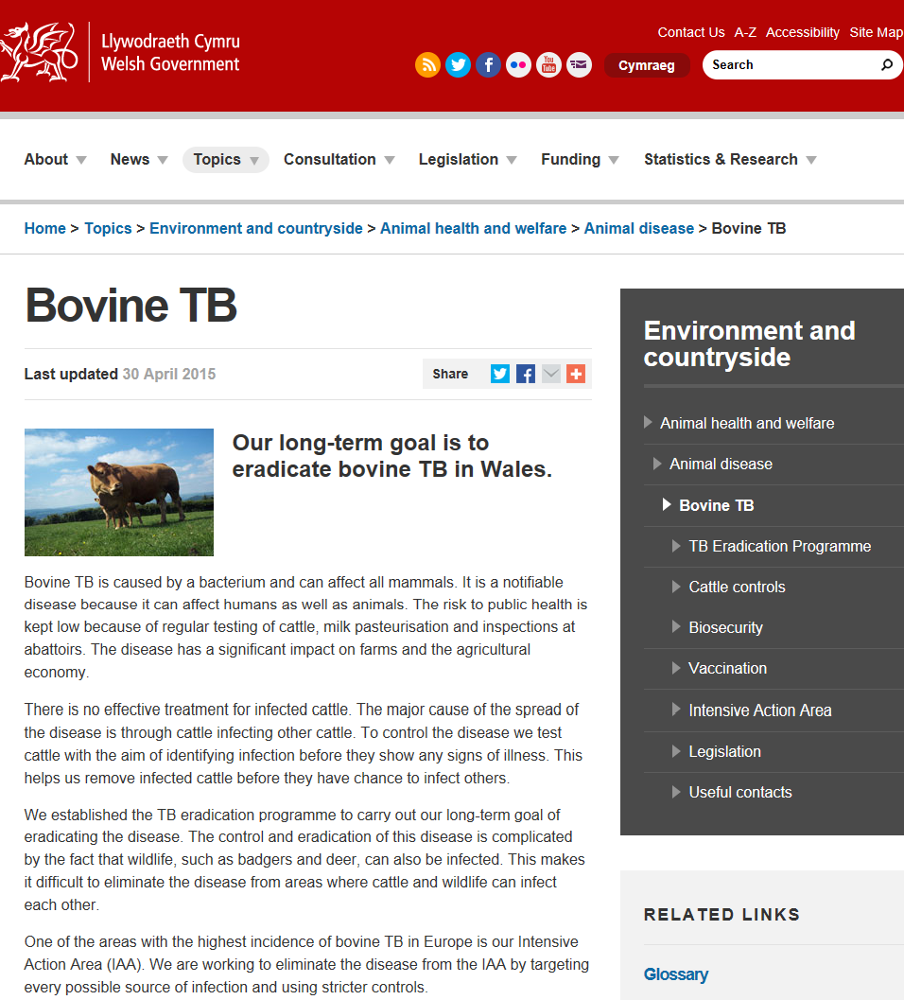 Llywodraeth Cymru
Welsh Government
Contact Us A-Z Accessibility Site Map
You
Tube
Cymraeg
Search
About News Topics Consultation Legislation Funding Statistics & Research
Home > Topics > Environment and countryside > Animal health and welfare > Animal disease > Bovine TB
Bovine TB
Last updated 30 April 2015
Share
Our long-term goal is to
eradicate bovine TB in Wales.
Bovine TB is caused by a bacterium and can affect all mammals. It is a notifiable
disease because it can affect humans as well as animals. The risk to public health is
kept low because of regular testing of cattle, milk pasteurisation and inspections at
abattoirs. The disease has a significant impact on farms and the agricultural
economy.
There is no effective treatment for infected cattle. The major cause of the spread of
the disease is through cattle infecting other cattle. To control the disease we test
cattle with the aim of identifying infection before they show any signs of illness. This
helps us remove infected cattle before they have chance to infect others.
We established the TB eradication programme to carry out our long-term goal of
eradicating the disease. The control and eradication of this disease is complicated
by the fact that wildlife, such as badgers and deer, can also be infected. This makes
it difficult to eliminate the disease from areas where cattle and wildlife can infect
each other.
One of the areas with the highest incidence of bovine TB in Europe is our Intensive
Action Area (IAA). We are working to eliminate the disease from the IAA by targeting
every possible source of infection and using stricter controls.
Environment and
countryside
Animal health and welfare
Animal disease
Bovine TB
TB Eradication Programme
Cattle controls
Biosecurity
Vaccination
Intensive Action Area
Legislation
Useful contacts
RELATED LINKS
Glossary